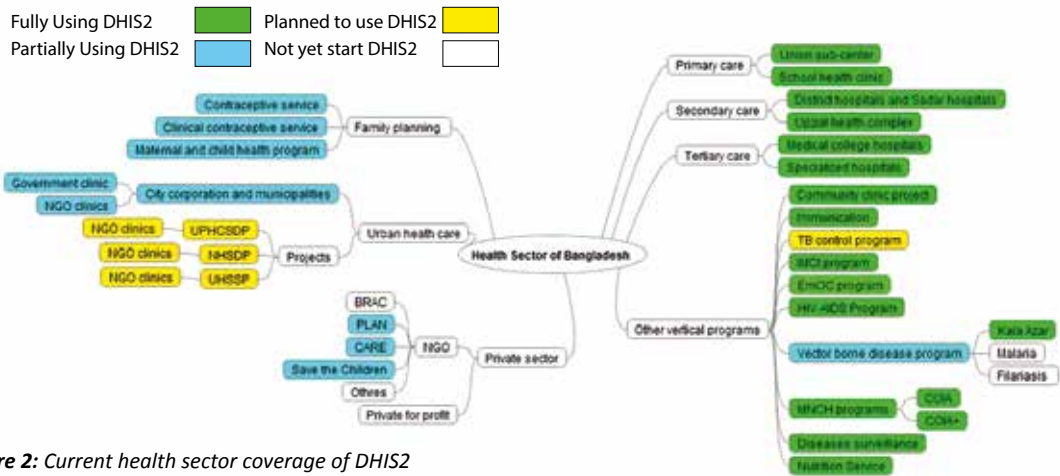 Fully Using DHIS2
Planned to use DHIS2
Partially Using DHIS2
Not yet start DHIS2
Contraceptive service
Clinical contraceptive service
Maternal and child health program
Family planning
Government clinic
NGO clinics
City corporation and municipalities
NGO clinics
UPHCSDP
NGO clinics
NHSDP
NGO clinics
UHSSP
Projects
Urban heath care
Health Sector of Bangladesh
BRAC
PLAN
CARE
Save the Children
Othres
NGO
Private for profit
Private sector
Primary care
Union sub-center
School health clinic
Secondary care
District hospitals and Sadar hospitals
Upzial health complex
Tertiary care
Medical college hospitals
Specialized hospitals
Other vertical programs
Community clinic project
Immunication
TB control program
IMCI program
EmOC program
HIV-AIDS Program
Vector borne disease program
Kala Azar
Malaria
Filariasis
MNCH programs
COIA
COIA+
Diseases surveillance
Nutrition Service
re 2: Current health sector coverage of DHIS2